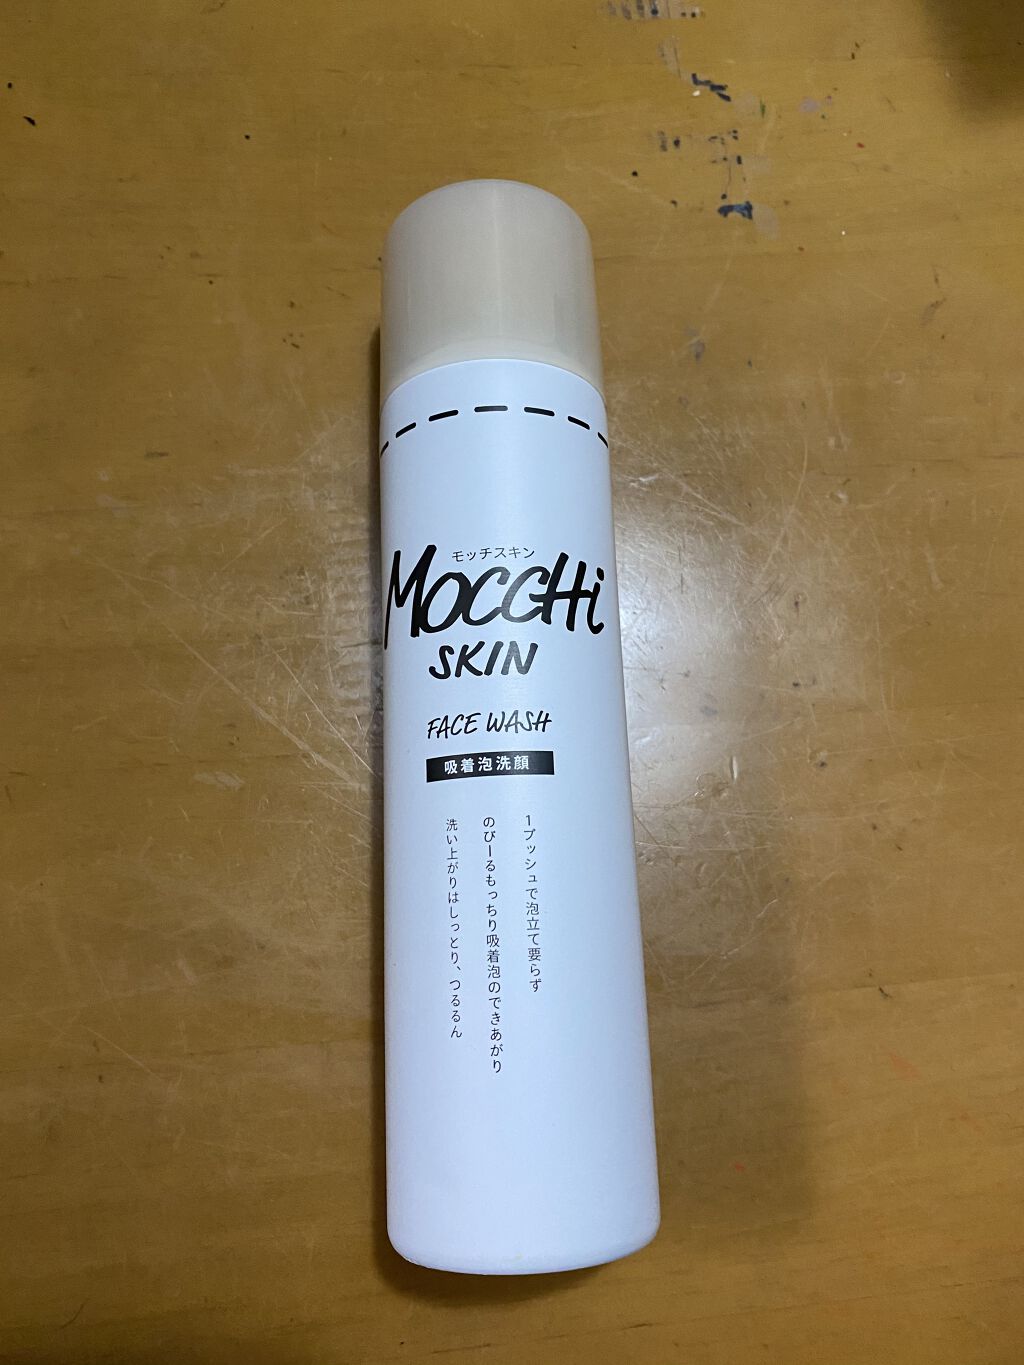 モッチスキン
MOCCHi
SKIN
FACE WASH
吸着泡洗顔
1プッシュで泡立て要らず
のびーるもっちり吸着泡のできあがり
洗い上がりはしっとり、つるるん